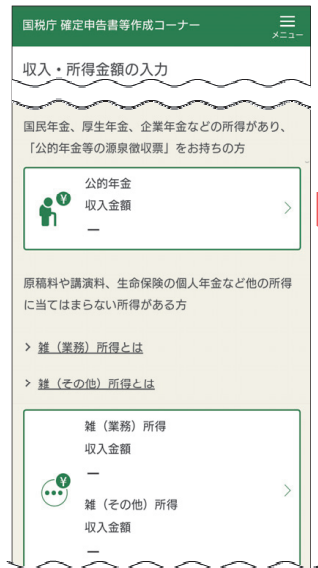 国税庁 確定申告書等作成コーナー
メニュー
収入・所得金額の入力
国民年金、厚生年金、企業年金などの所得があり、
「公的年金等の源泉徴収票」をお持ちの方
公的年金
収入金額
ー
原稿料や講演料、生命保険の個人年金など他の所得
に当てはまらない所得がある方
雑（業務）所得とは
雑（その他）所得とは
雑（業務）所得
収入金額
ー
雑（その他）所得
収入金額
ー